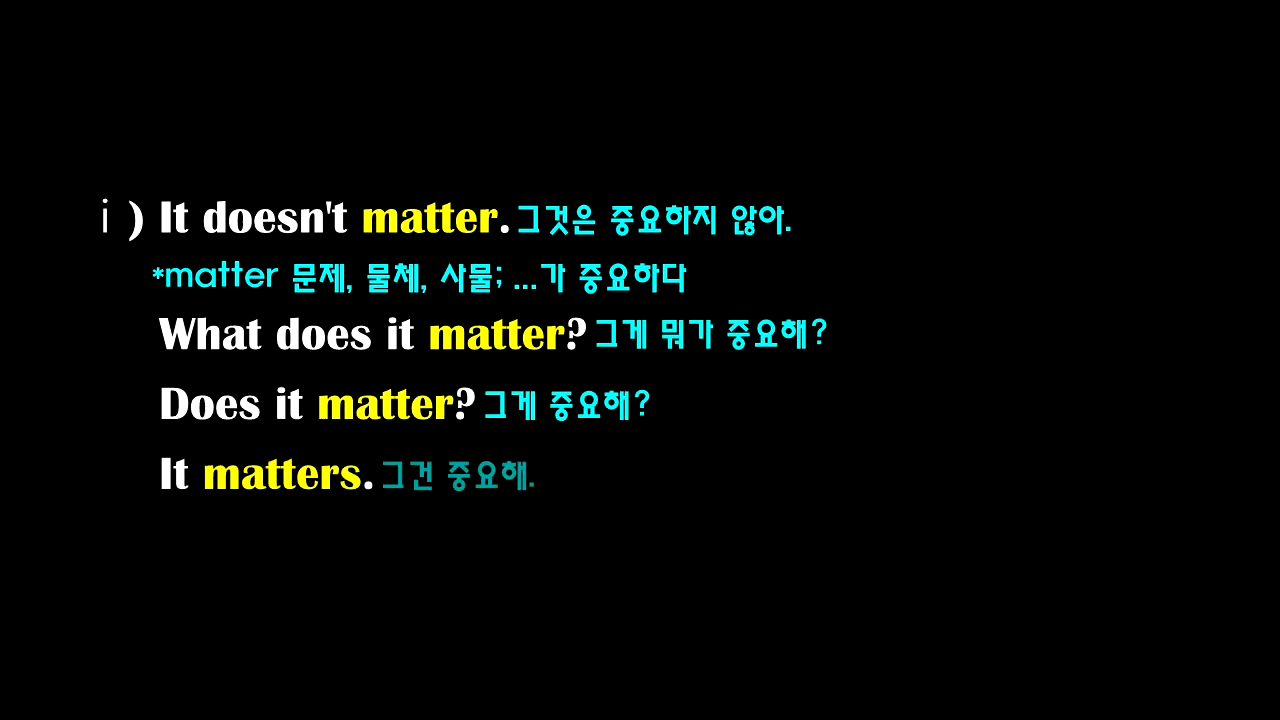 i ) It doesn't matter. 그것은 중요하지 않아.
*matter 문제, 물체, 사물; ...가 중요하다
What does it matter? 그게 뭐가 중요해?
Does it matter? 그게 중요해?
It matters. 그건 중요해.